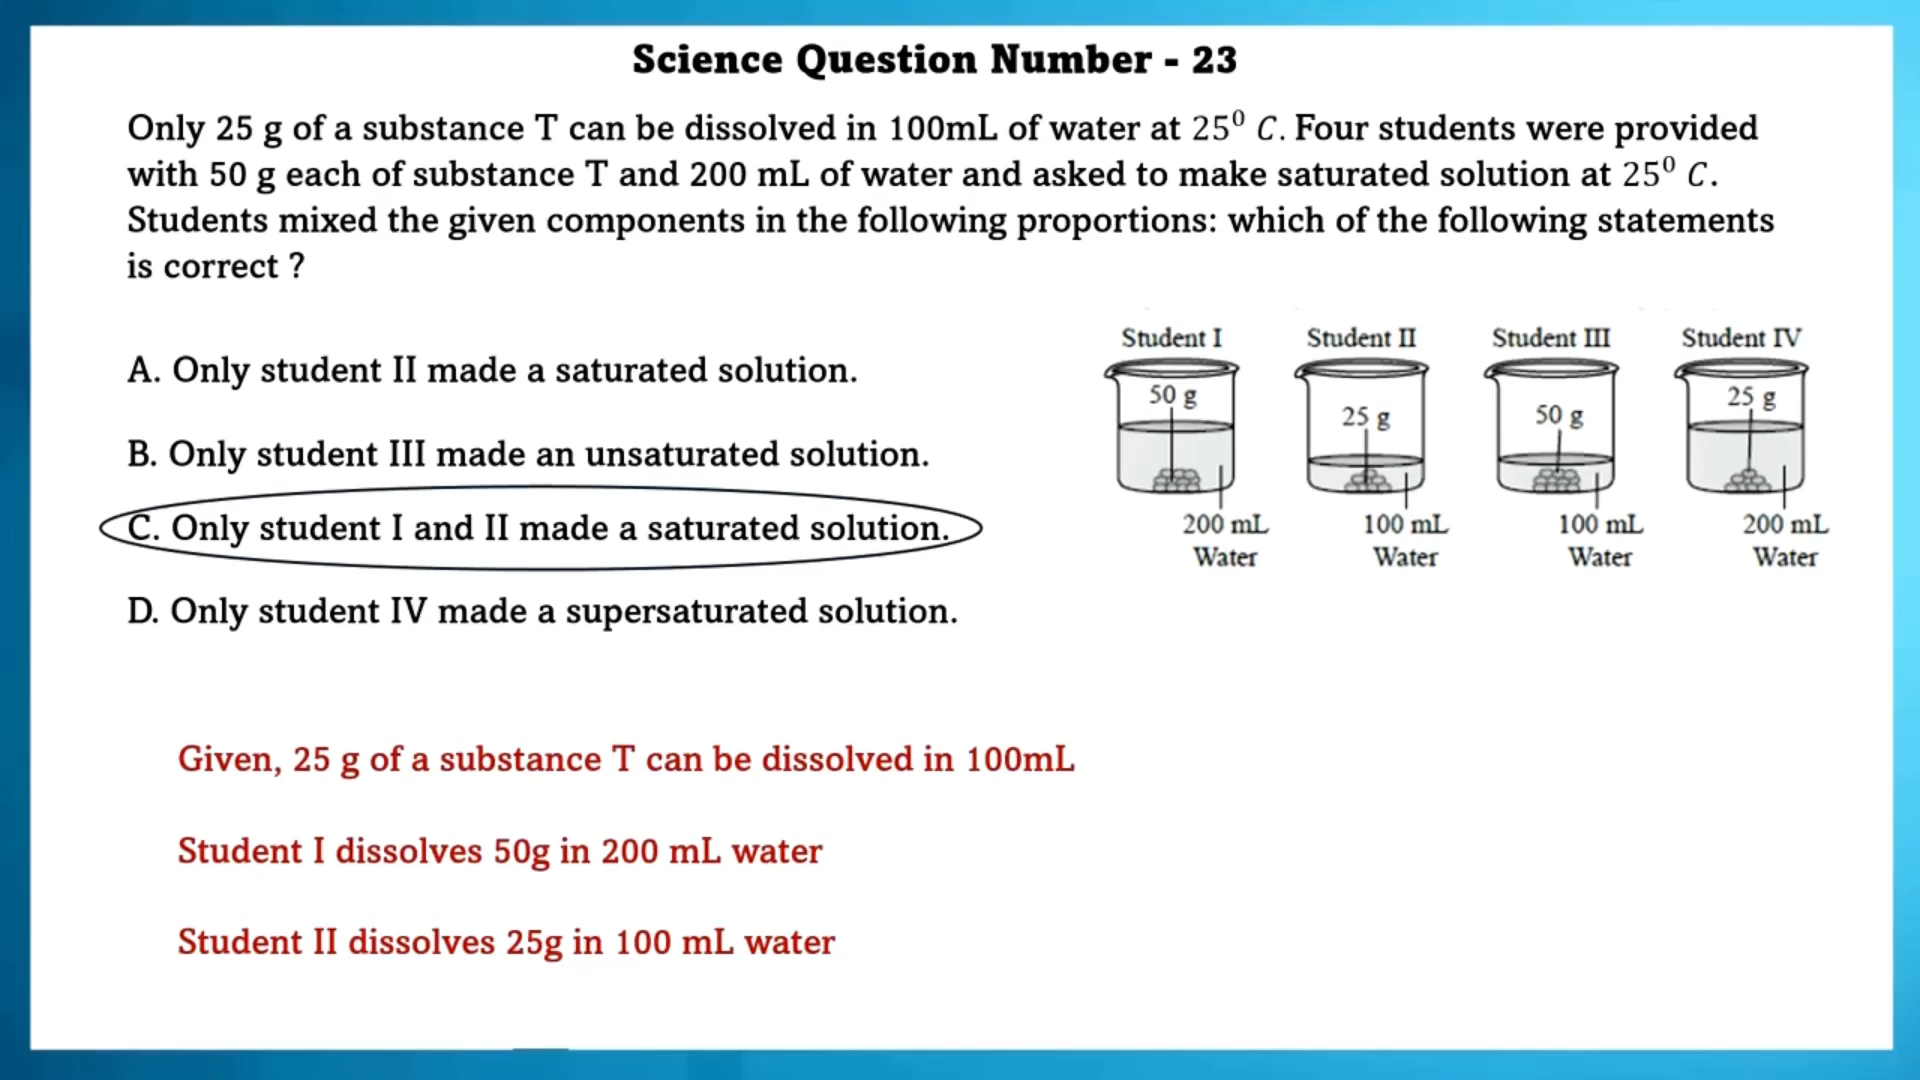 Science Question Number - 23
Only 25 g of a substance T can be dissolved in 100mL of water at 25⁰ C. Four students were provided
with 50 g each of substance T and 200 mL of water and asked to make saturated solution at 25⁰ C.
Students mixed the given components in the following proportions: which of the following statements
is correct ?
A. Only student II made a saturated solution.
B. Only student III made an unsaturated solution.
C. Only student I and II made a saturated solution.
D. Only student IV made a supersaturated solution.
Student I
50 g
200 mL
Water
Student II
25 g
100 mL
Water
Student III
50 g
100 mL
Water
Student IV
25 g
200 mL
Water
Given, 25 g of a substance T can be dissolved in 100mL
Student I dissolves 50g in 200 mL water
Student II dissolves 25g in 100 mL water